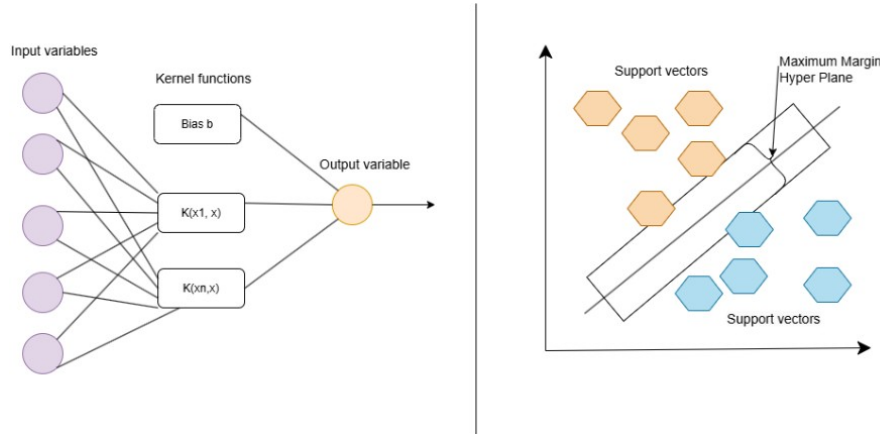 Input variables
Kernel functions
Bias b
Output variable
K(x1, x)
K(xn,x)
Maximum Margin
Hyper Plane
Support vectors
Support vectors